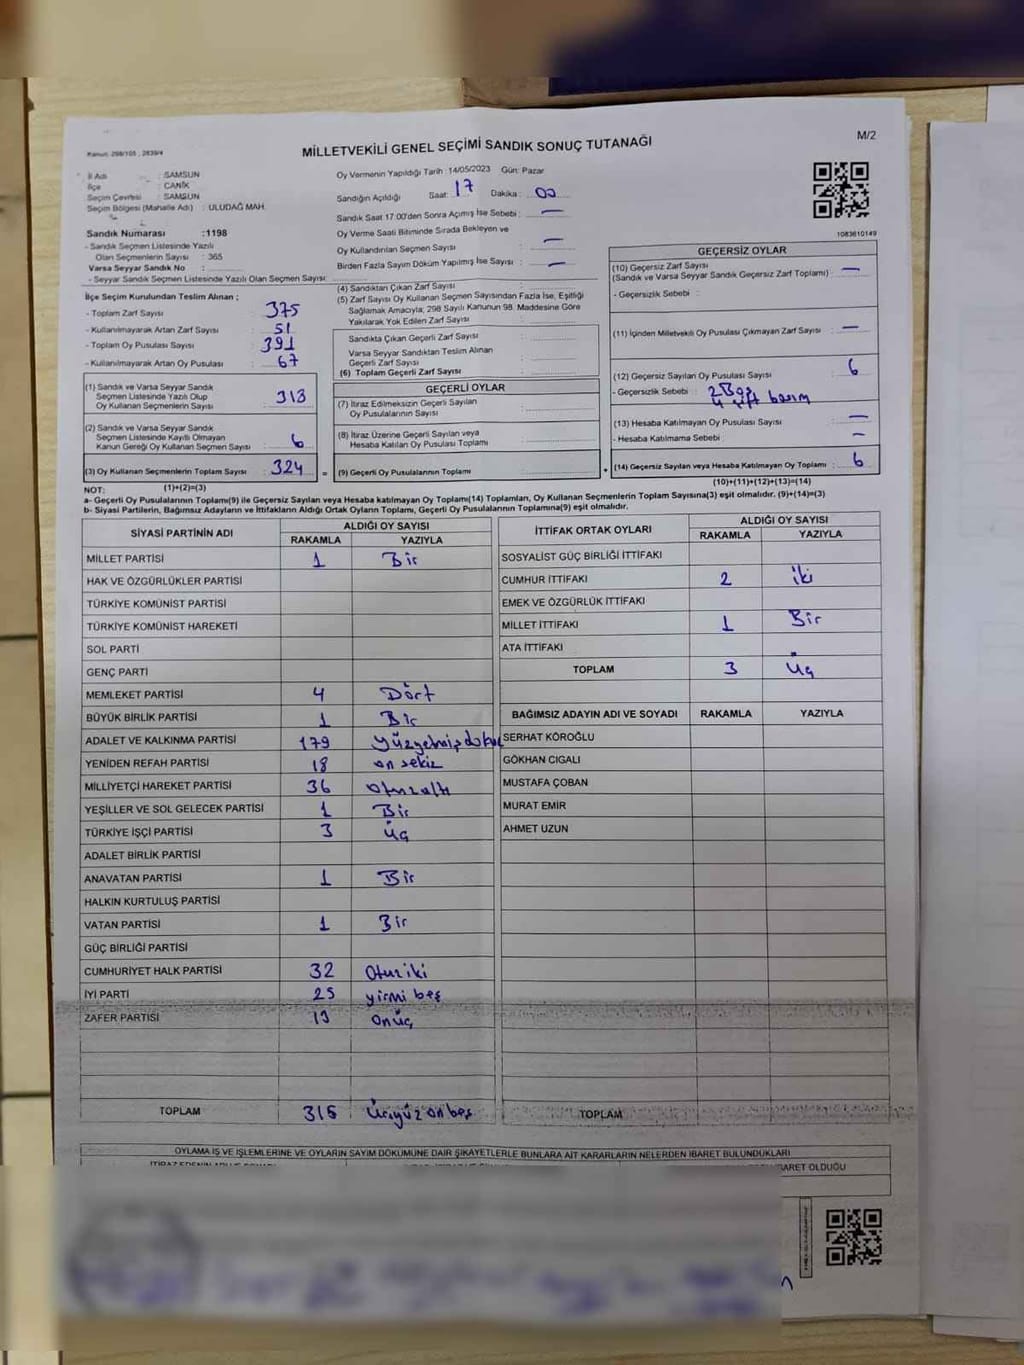 Kanun: 298/105 , 2839/4
MİLLETVEKİLİ GENEL SEÇİMİ SANDIK SONUÇ TUTANAĞI
M/2
İl Adı : SAMSUN
İlçe : CANİK
Seçim Çevresi : SAMSUN
Seçim Bölgesi (Mahalle Adı) : ULUDAĞ MAH.
Sandık Numarası :1198
- Sandık Seçmen Listesinde Yazılı
Olan Seçmenlerin Sayısı : 365
Varsa Seyyar Sandık No :
- Seyyar Sandık Seçmen Listesinde Yazılı Olan Seçmen Sayısı
Oy Vermenin Yapıldığı Tarih :14/05/2023 Gün: Pazar
Sandığın Açıldığı Saat: 17 Dakika : 00
Sandık Saat 17:00'den Sonra Açılmış İse Sebebi : —
Oy Verme Saati Bitiminde Sırada Bekleyen ve
Oy Kullandırılan Seçmen Sayısı —
Birden Fazla Sayım Döküm Yapılmış İse Sayısı : —
1083610149
İlçe Seçim Kurulundan Teslim Alınan ;
- Toplam Zarf Sayısı : 375
- Kullanılmayarak Artan Zarf Sayısı : 51
- Toplam Oy Pusulası Sayısı : 391
- Kullanılmayarak Artan Oy Pusulası : 67
(1) Sandık ve Varsa Seyyar Sandık
Seçmen Listesinde Yazılı Olup
Oy Kullanan Seçmenlerin Sayısı : 318
(2) Sandık ve Varsa Seyyar Sandık
Seçmen Listesinde Kayıtlı Olmayan
Kanun Gereği Oy Kullanan Seçmen Sayısı : 6
(3) Oy Kullanan Seçmenlerin Toplam Sayısı : 324 =
(1)+(2)=(3)
(4) Sandıktan Çıkan Zarf Sayısı :
(5) Zarf Sayısı Oy Kullanan Seçmen Sayısından Fazla İse, Eşitliği
Sağlamak Amacıyla; 298 Sayılı Kanunun 98. Maddesine Göre
Yakılarak Yok Edilen Zarf Sayısı :
Sandıkta Çıkan Geçerli Zarf Sayısı
Varsa Seyyar Sandıktan Teslim Alınan
Geçerli Zarf Sayısı
(6) Toplam Geçerli Zarf Sayısı
GEÇERLİ OYLAR
(7) İtiraz Edilmeksizin Geçerli Sayılan
Oy Pusulalarının Sayısı :
(8) İtiraz Üzerine Geçerli Sayılan veya
Hesaba Katılan Oy Pusulası Toplamı :
(9) Geçerli Oy Pusulalarının Toplamı : +
GEÇERSİZ OYLAR
(10) Geçersiz Zarf Sayısı
(Sandık ve Varsa Seyyar Sandık Geçersiz Zarf Toplamı) : —
- Geçersizlik Sebebi :
(11) İçinden Milletvekili Oy Pusulası Çıkmayan Zarf Sayısı : —
(12) Geçersiz Sayılan Oy Pusulası Sayısı : 6
- Geçersizlik Sebebi : 2 Boş
4 çift basım
(13) Hesaba Katılmayan Oy Pusulası Sayısı : —
- Hesaba Katılmama Sebebi : —
(14) Geçersiz Sayılan veya Hesaba Katılmayan Oy Toplamı : 6
(10)+(11)+(12)+(13)=(14)
NOT:
a- Geçerli Oy Pusulalarının Toplamı(9) ile Geçersiz Sayılan veya Hesaba katılmayan Oy Toplamı(14) Toplamları, Oy Kullanan Seçmenlerin Toplam Sayısına(3) eşit olmalıdır. (9)+(14)=(3)
b- Siyasi Partilerin, Bağımsız Adayların ve İttifakların Aldığı Ortak Oyların Toplamı, Geçerli Oy Pusulalarının Toplamına(9) eşit olmalıdır.
SİYASİ PARTİNİN ADI ALDIĞI OY SAYISI
RAKAMLA YAZIYLA
MİLLET PARTİSİ 1 Bir
HAK VE ÖZGÜRLÜKLER PARTİSİ
TÜRKİYE KOMÜNİST PARTİSİ
TÜRKİYE KOMÜNİST HAREKETİ
SOL PARTİ
GENÇ PARTİ
MEMLEKET PARTİSİ 4 Dört
BÜYÜK BİRLİK PARTİSİ 1 Bir
ADALET VE KALKINMA PARTİSİ 179 Yüzyetmişdokuz
YENİDEN REFAH PARTİSİ 18 on sekiz
MİLLİYETÇİ HAREKET PARTİSİ 36 otuzaltı
YEŞİLLER VE SOL GELECEK PARTİSİ 1 Bir
TÜRKİYE İŞÇİ PARTİSİ 3 üç
ADALET BİRLİK PARTİSİ
ANAVATAN PARTİSİ 1 Bir
HALKIN KURTULUŞ PARTİSİ
VATAN PARTİSİ 1 Bir
GÜÇ BİRLİĞİ PARTİSİ
CUMHURİYET HALK PARTİSİ 32 Otuziki
İYİ PARTİ 25 yirmi beş
ZAFER PARTİSİ 13 Onüç
TOPLAM 315 Üçyüz on beş
İTTİFAK ORTAK OYLARI ALDIĞI OY SAYISI
RAKAMLA YAZIYLA
SOSYALİST GÜÇ BİRLİĞİ İTTİFAKI
CUMHUR İTTİFAKI 2 iki
EMEK VE ÖZGÜRLÜK İTTİFAKI
MİLLET İTTİFAKI 1 Bir
ATA İTTİFAKI
TOPLAM 3 Üç
BAĞIMSIZ ADAYIN ADI VE SOYADI RAKAMLA YAZIYLA
SERHAT KÖROĞLU
GÖKHAN CIGALI
MUSTAFA ÇOBAN
MURAT EMİR
AHMET UZUN
TOPLAM
OYLAMA İŞ VE İŞLEMLERİNE VE OYLARIN SAYIM DÖKÜMÜNE DAİR ŞİKAYETLERLE BUNLARA AİT KARARLARIN NELERDEN İBARET BULUNDUKLARI
BARET OLDUĞU